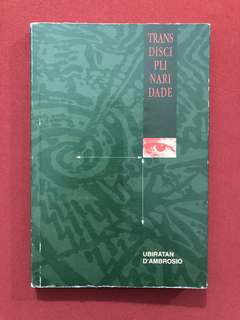 TRANS
DISCI
PLI
NARI
DADE
UBIRATAN
D'AMBROSIO